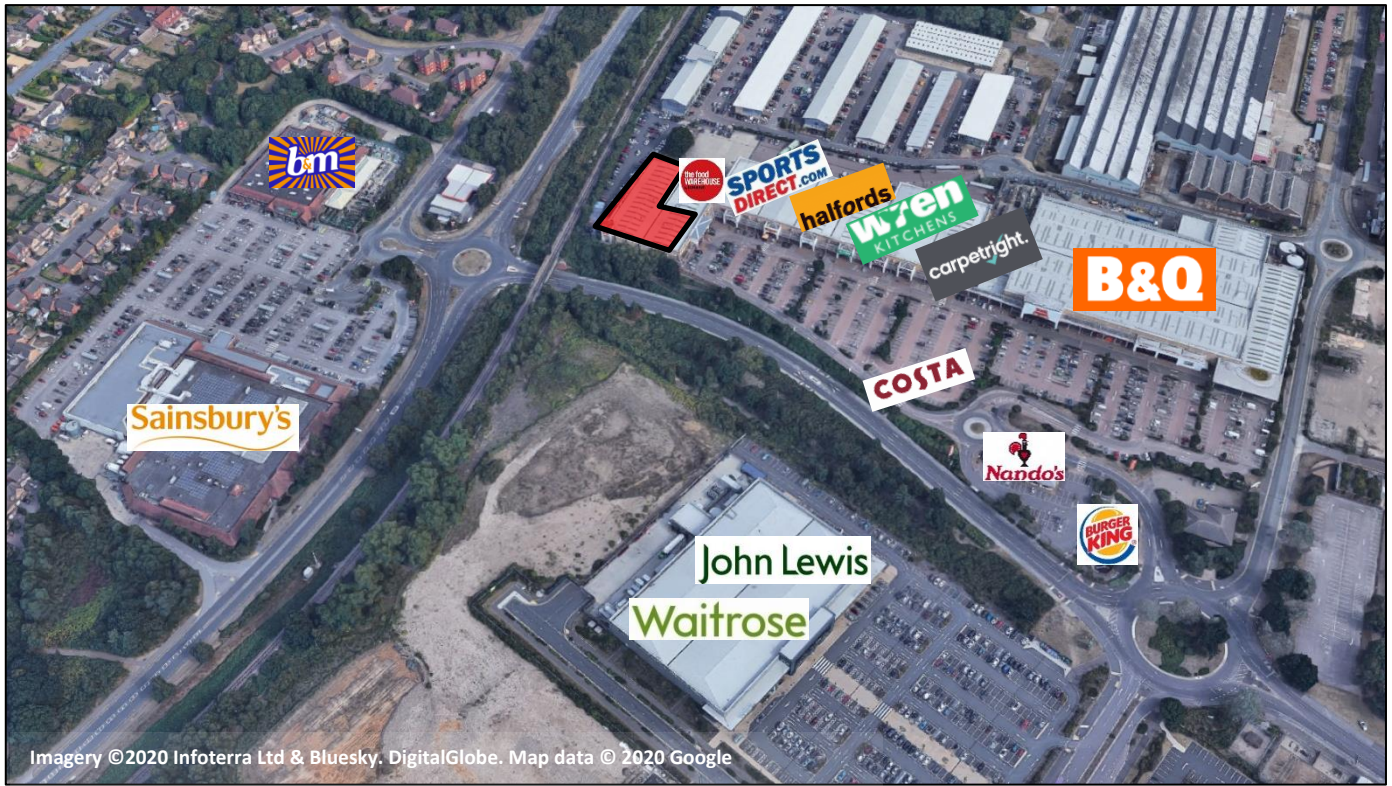 b&m
the food
WAREHOUSE
SPORTS
DIRECT.COM
halfords
wren
KITCHENS
carpetright.
B&Q
COSTA
Sainsbury's
Nando's
BURGER
KING
John Lewis
Waitrose
Imagery ©2020 Infoterra Ltd & Bluesky. DigitalGlobe. Map data © 2020 Google